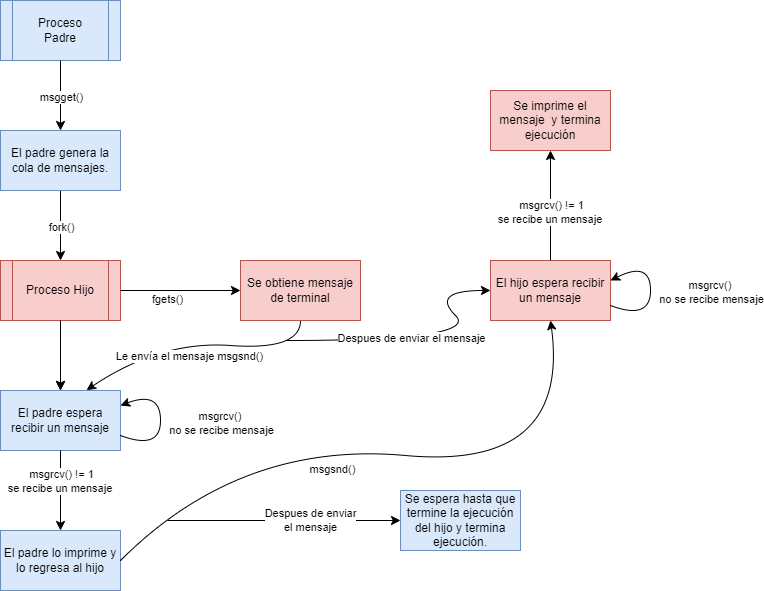 Proceso
Padre
msgget()
El padre genera la
cola de mensajes.
fork()
Proceso Hijo
fgets()
Se obtiene mensaje
de terminal
Le envía el mensaje msgsnd()
Despues de enviar el mensaje
El padre espera
recibir un mensaje
msgrcv()
no se recibe mensaje
msgrcv() != 1
se recibe un mensaje
El padre lo imprime y
lo regresa al hijo
msgsnd()
Despues de enviar
el mensaje
Se espera hasta que
termine la ejecución
del hijo y termina
ejecución.
El hijo espera recibir
un mensaje
msgrcv()
no se recibe mensaje
msgrcv() != 1
se recibe un mensaje
Se imprime el
mensaje y termina
ejecución